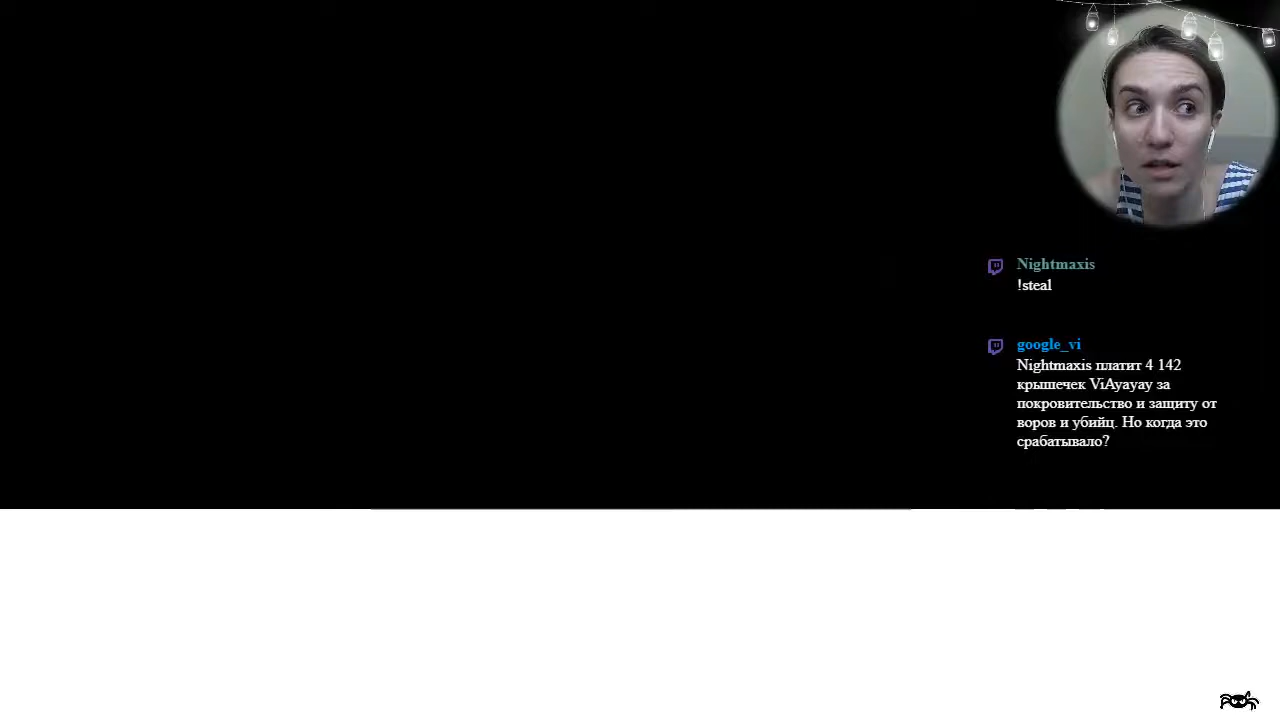 Nightmaxis
!steal
google_vi
Nightmaxis платит 4 142
крышечек ViAyayay за
покровительство и защиту от
воров и убийц. Но когда это
срабатывало?